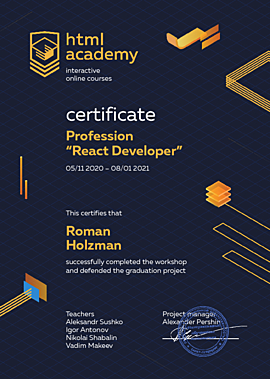 html
academy
interactive
online courses
certificate
Profession
“React Developer”
05/11 2020 – 08/01 2021
This certifies that
Roman
Holzman
successfully completed the workshop
and defended the graduation project
Teachers
Aleksandr Sushko
Igor Antonov
Nikolai Shabalin
Vadim Makeev
Project manager
Alexander Pershin